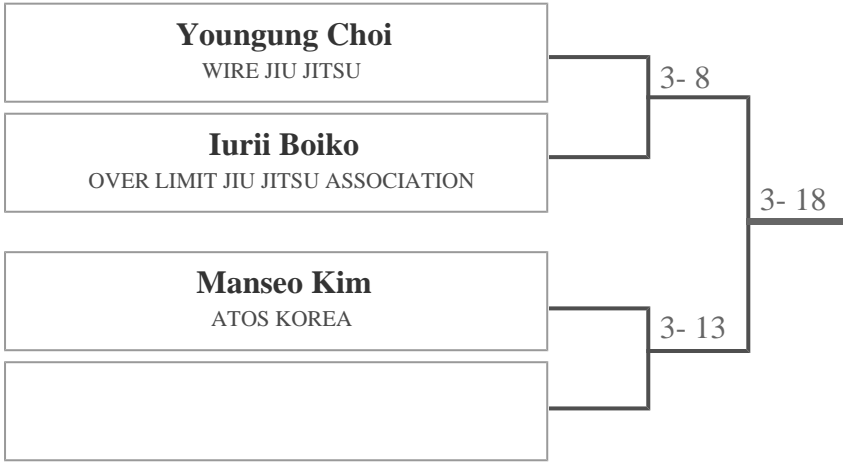 Youngung Choi
WIRE JIU JITSU
3- 8
Iurii Boiko
OVER LIMIT JIU JITSU ASSOCIATION
3- 18
Manseo Kim
ATOS KOREA
3- 13